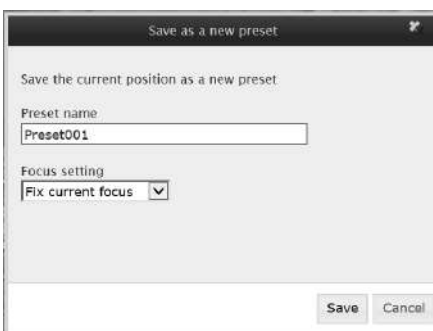 Save as a new preset
Save the current position as a new preset
Preset name
Preset001
Focus setting
Fix current focus
Save Cancel